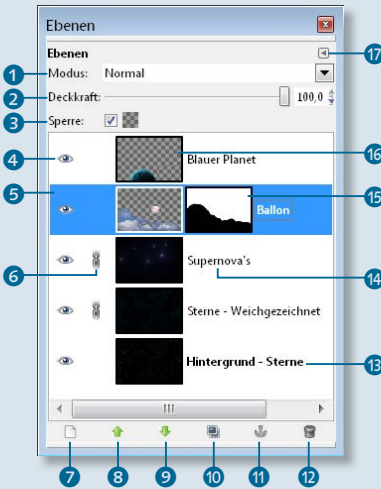 Ebenen
Ebenen
17
1 Modus: Normal
2 Deckkraft: 100,0
3 Sperre:
4 Blauer Planet 16
5 Ballon 15
6 Supernova's 14
Sterne - Weichgezeichnet
Hintergrund - Sterne 13
7 8 9 10 11 12